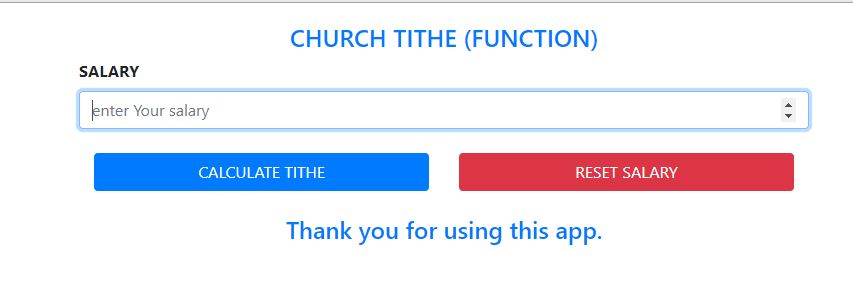 CHURCH TITHE (FUNCTION)
SALARY
enter Your salary
CALCULATE TITHE
RESET SALARY
Thank you for using this app.